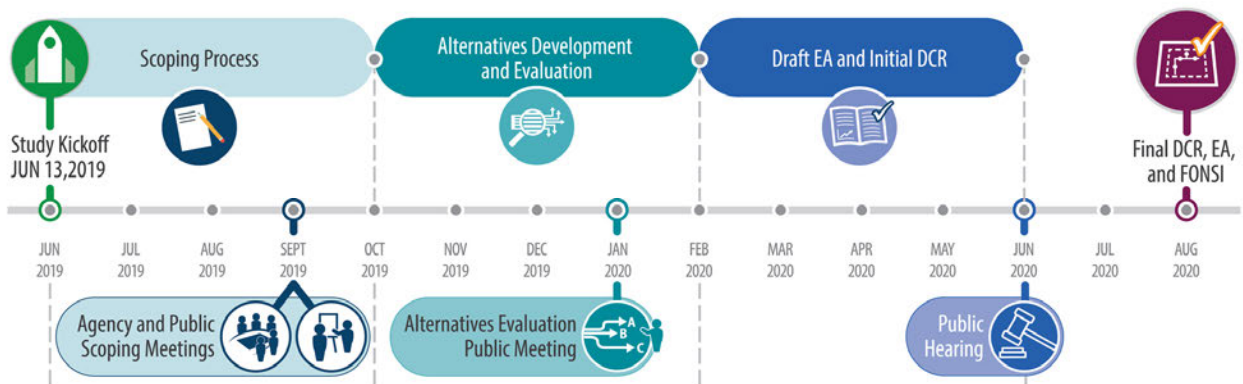 Scoping Process
Alternatives Development
and Evaluation
Draft EA and Initial DCR
Study Kickoff
JUN 13,2019
Final DCR, EA,
and FONSI
JUN
2019
JUL
2019
AUG
2019
SEPT
2019
OCT
2019
NOV
2019
DEC
2019
JAN
2020
FEB
2020
MAR
2020
APR
2020
MAY
2020
JUN
2020
JUL
2020
AUG
2020
Agency and Public
Scoping Meetings
Alternatives Evaluation
Public Meeting
A
B
C
Public
Hearing